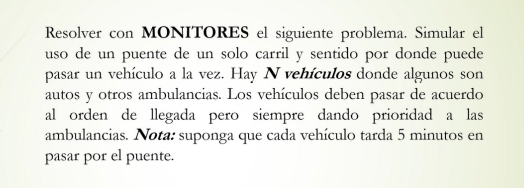 Resolver con MONITORES el siguiente problema. Simular el
uso de un puente de un solo carril y sentido por donde puede
pasar un vehículo a la vez. Hay N vehículos donde algunos son
autos y otros ambulancias. Los vehículos deben pasar de acuerdo
al orden de llegada pero siempre dando prioridad a las
ambulancias. Nota: suponga que cada vehículo tarda 5 minutos en
pasar por el puente.